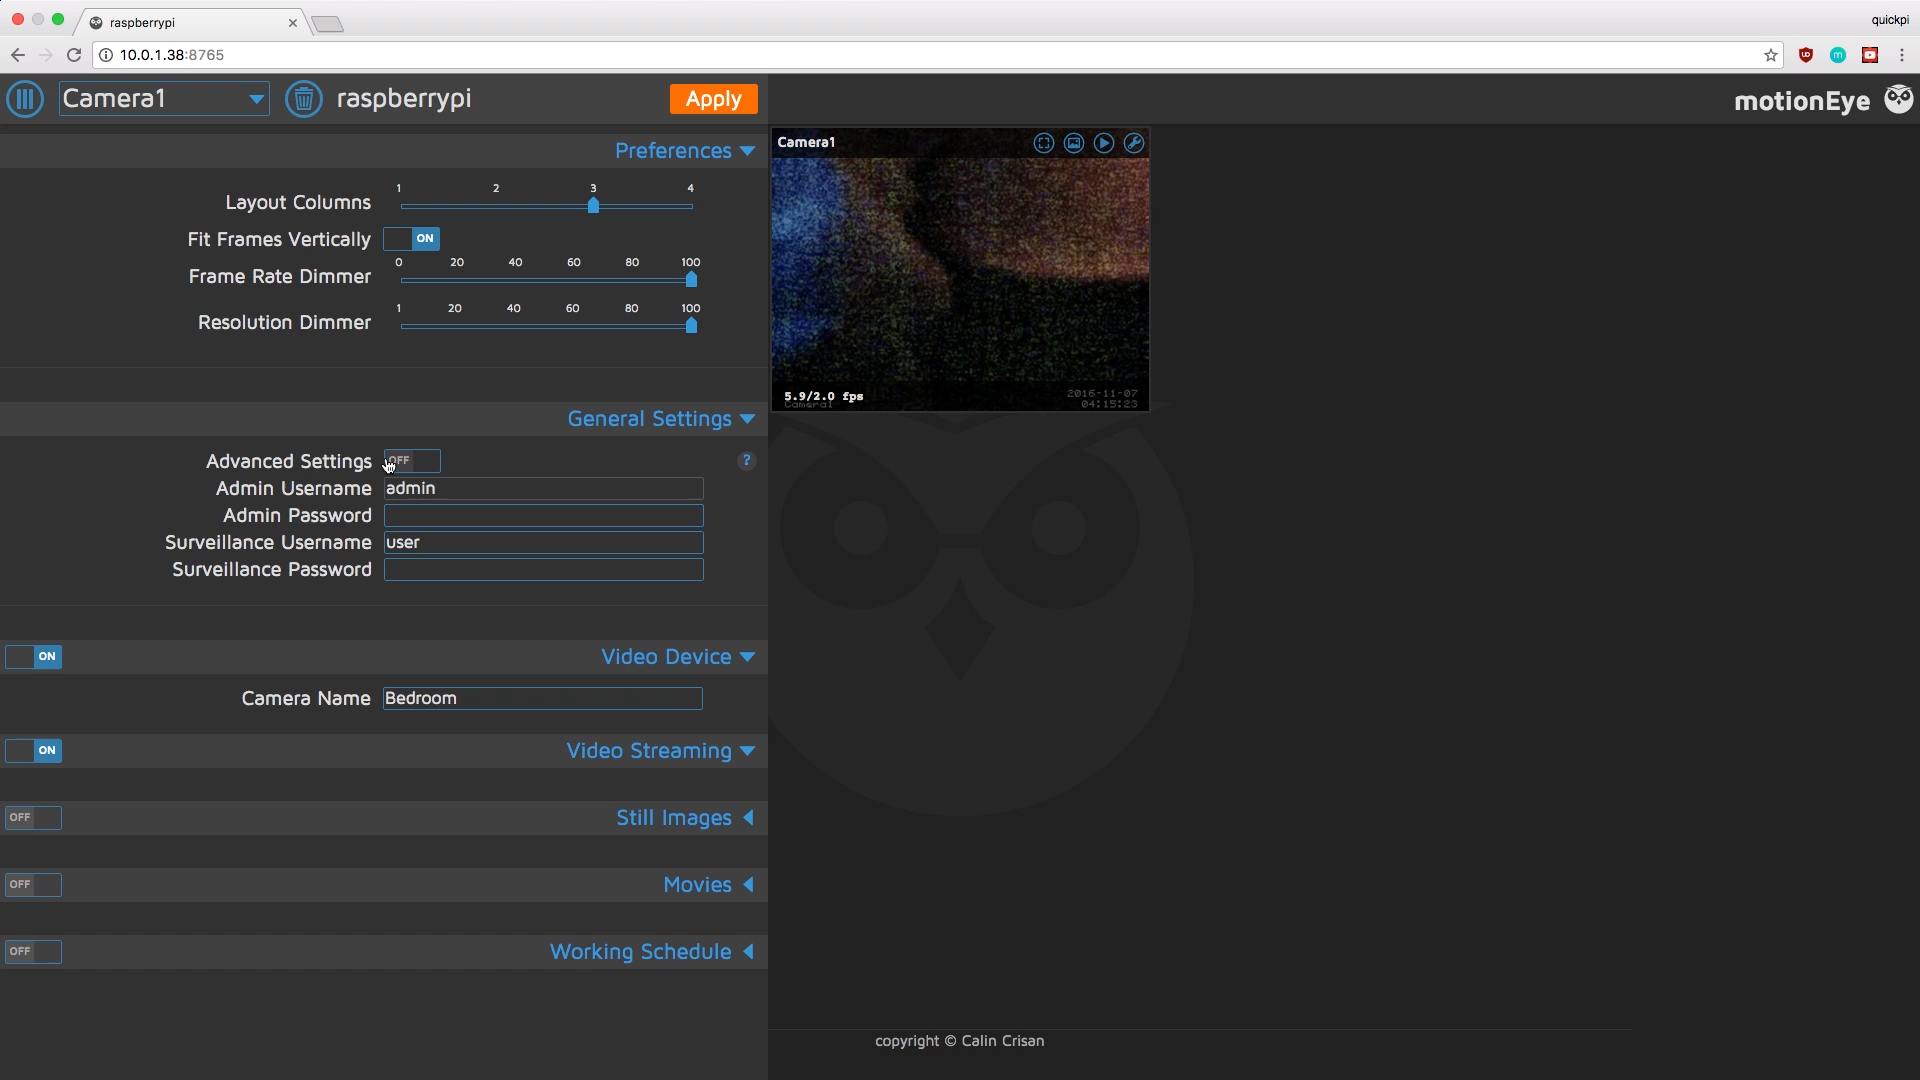 raspberrypi
quickpi
10.0.1.38:8765
Camera1
raspberrypi
Apply
motionEye
Preferences
Layout Columns
1 2 3 4
Fit Frames Vertically
ON
Frame Rate Dimmer
0 20 40 60 80 100
Resolution Dimmer
1 20 40 60 80 100
General Settings
Advanced Settings
OFF
?
Admin Username
admin
Admin Password
Surveillance Username
user
Surveillance Password
ON
Video Device
Camera Name
Bedroom
ON
Video Streaming
OFF
Still Images
OFF
Movies
OFF
Working Schedule
Camera1
5.9/2.0 fps
Camera1
2016-11-07
04:15:23
copyright © Calin Crisan